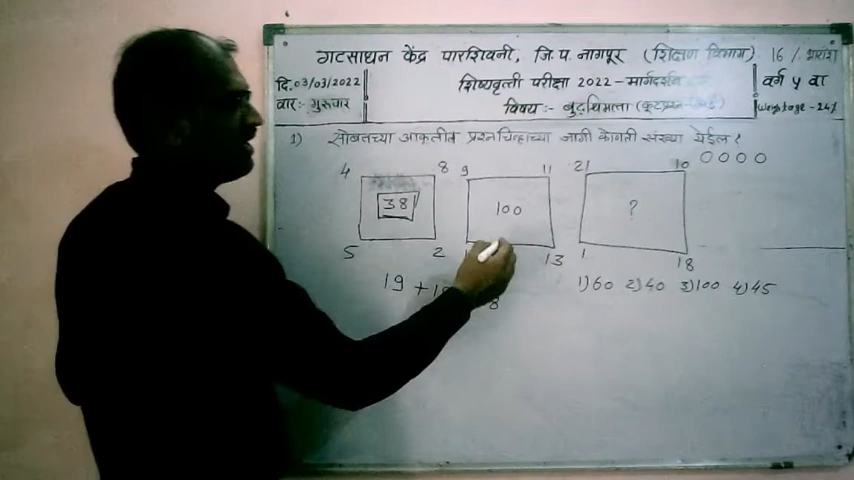 गटसाधन केंद्र पारशिवनी, जि.प. नागपूर (शिक्षण विभाग) 16 /
दि.03/03/2022
वार:- गुरुवार
शिष्यवृत्ती परीक्षा 2022-मार्गदर्शन
विषय:- बुद्धिमत्ता
वर्ग ५ वा
Weightage-24%
1) सोबतच्या आकृतीत प्रश्नचिन्हाच्या जागी कोणती संख्या येईल?
4 8 9 11 21 10
38 100 ?
5 2 13 1 18
19 + 8
1) 60 2) 40 3) 100 4) 45